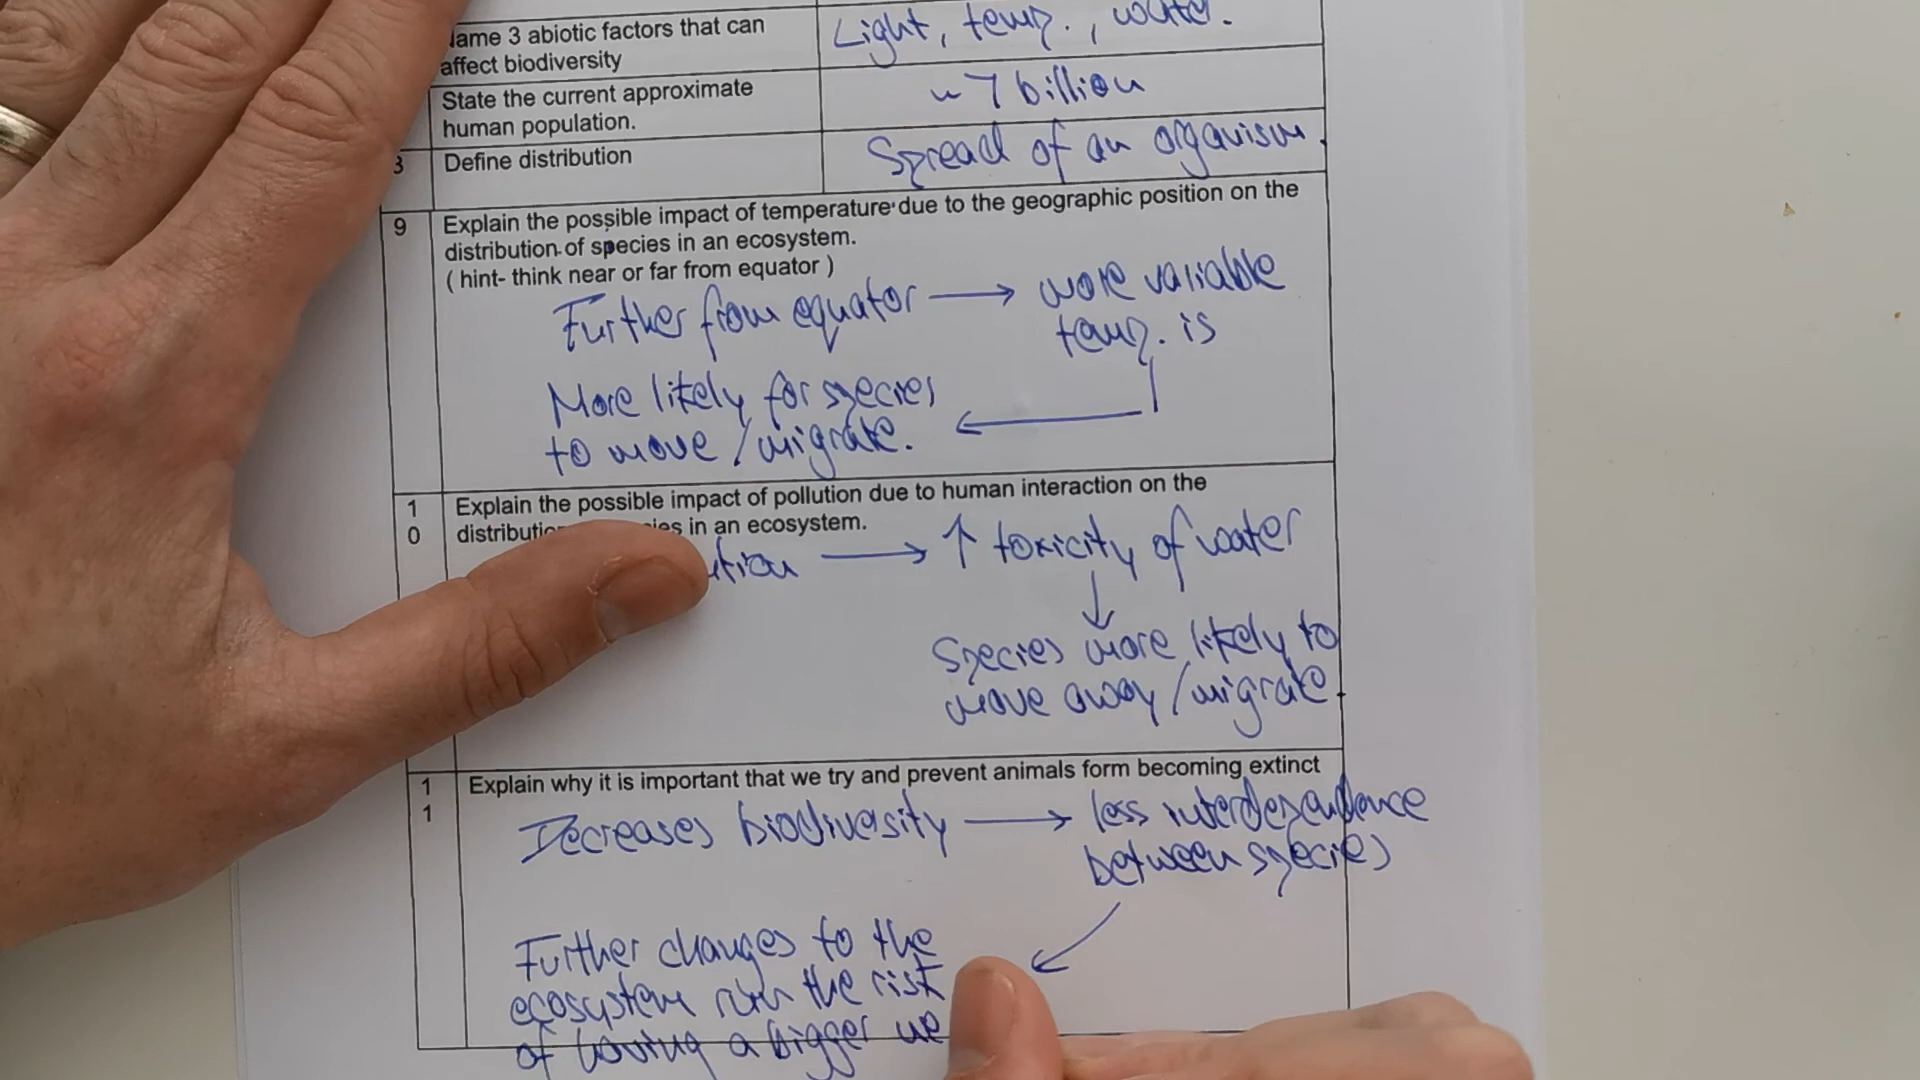 Name 3 abiotic factors that can
affect biodiversity
Light, temp., water.
State the current approximate
human population.
~7 billion
3
Define distribution
Spread of an organism.
9
Explain the possible impact of temperature due to the geographic position on the
distribution of species in an ecosystem.
( hint- think near or far from equator )
Further from equator → more variable
temp. is
More likely for species ←
to move / migrate.
1
0
Explain the possible impact of pollution due to human interaction on the
in an ecosystem.
→ ↑ toxicity of water
↓
Species more likely to
move away / migrate.
1
1
Explain why it is important that we try and prevent animals form becoming extinct
Decreases biodiversity → less interdependence
between species
Further changes to the
ecosystem run the risk
of having a bigger